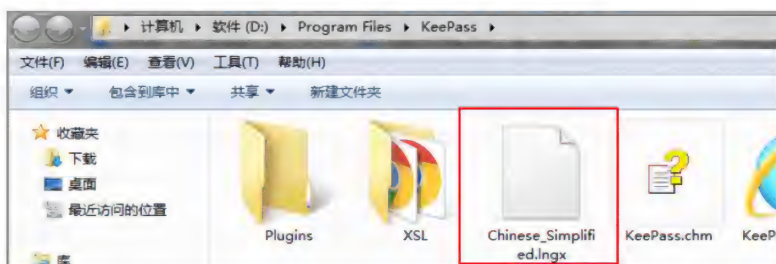 计算机 ▸ 软件 (D:) ▸ Program Files ▸ KeePass ▸
文件(F) 编辑(E) 查看(V) 工具(T) 帮助(H)
组织 ▼ 包含到库中 ▼ 共享 ▼ 新建文件夹
收藏夹
下载
桌面
最近访问的位置
库
Plugins
XSL
Chinese_Simplifi
ed.lngx
KeePass.chm
KeeP